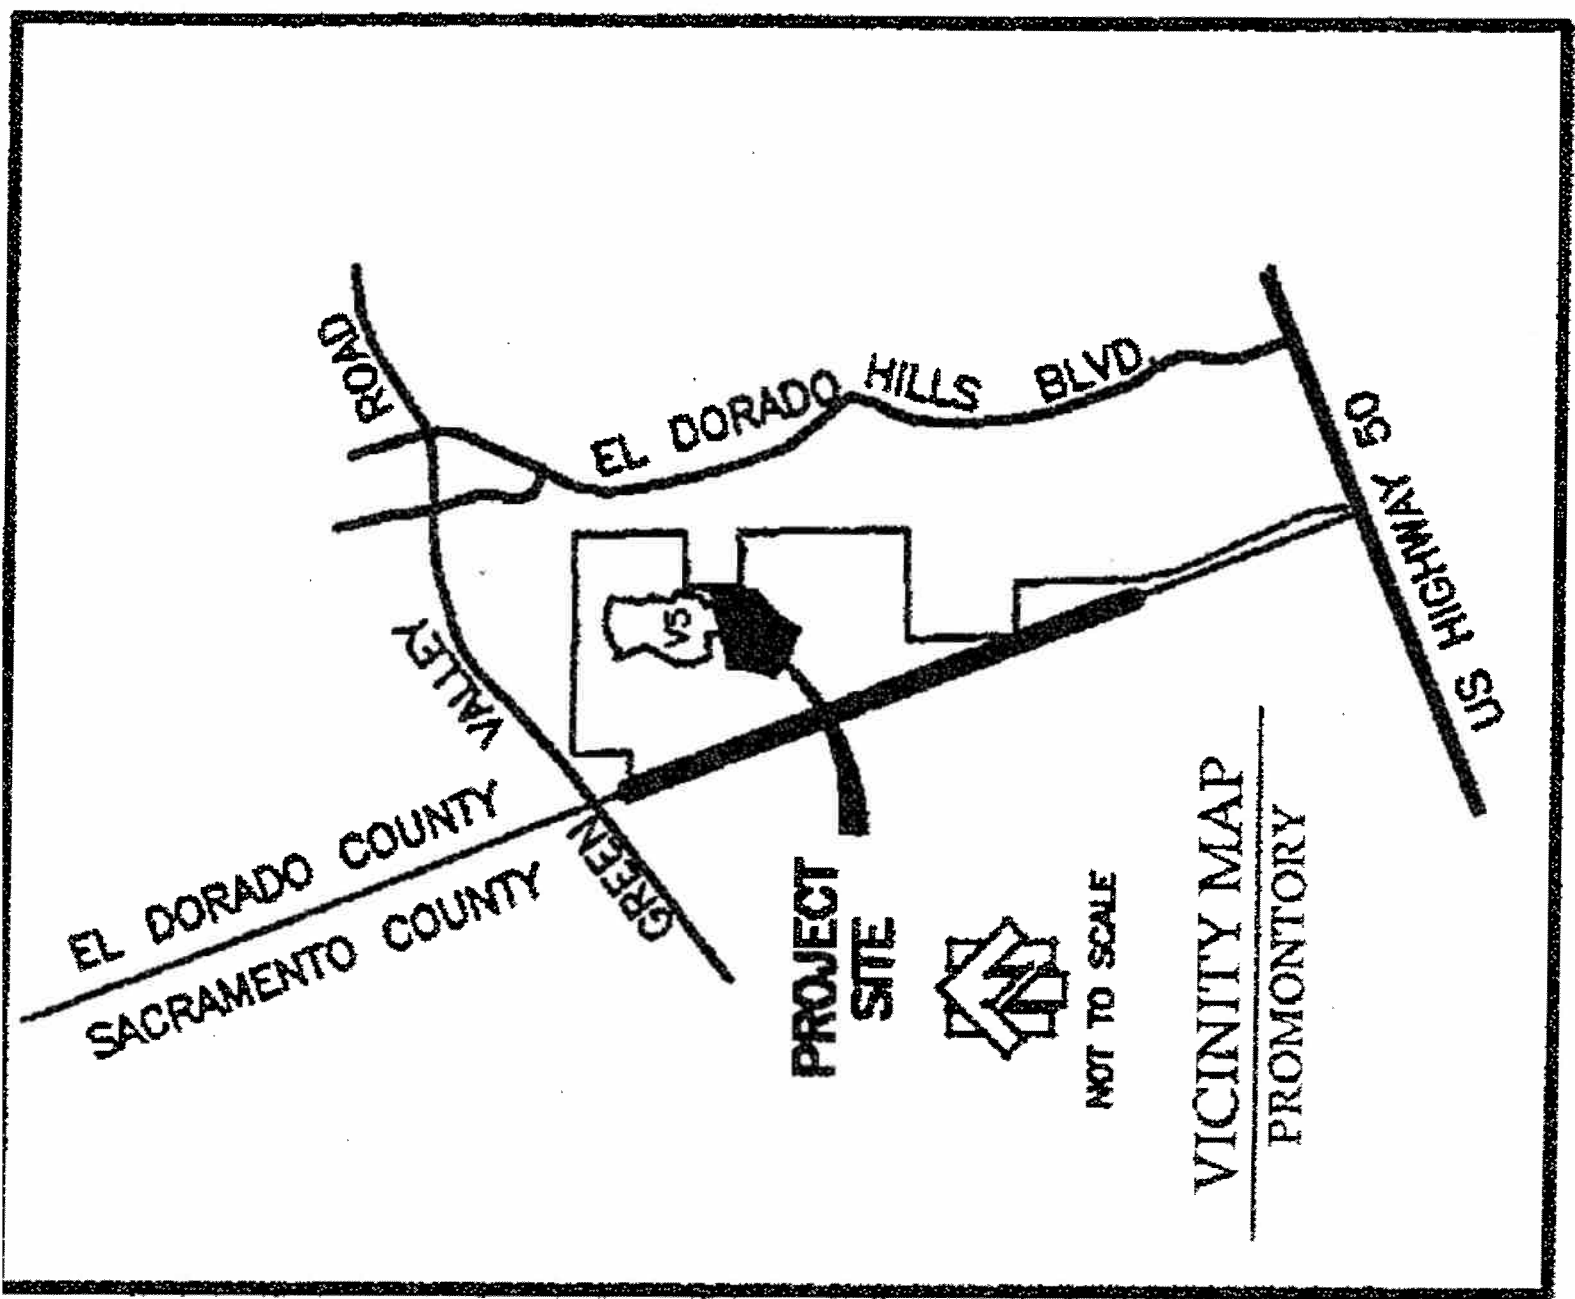 EL DORADO COUNTY
SACRAMENTO COUNTY
GREEN VALLEY ROAD
EL DORADO HILLS BLVD.
V5
PROJECT
SITE
NOT TO SCALE
US HIGHWAY 50
VICINITY MAP
PROMONTORY